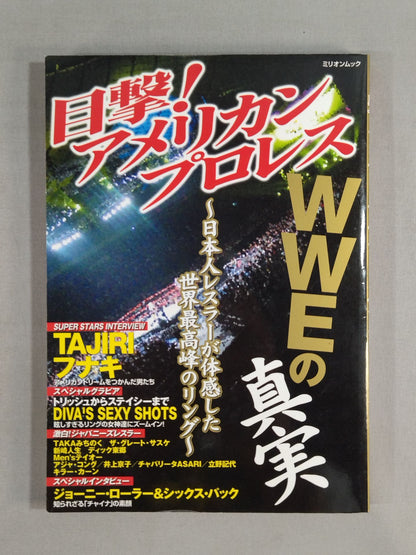 ミリオンムック
目撃!
アメリカン
プロレス
WWEの真実
〜日本人レスラーが体感した
世界最高峰のリング〜
SUPER STARS INTERVIEW
TAJIRI
フナキ
アメリカンドリームをつかんだ男たち
スペシャルグラビア
トリッシュからステイシーまで
DIVA'S SEXY SHOTS
眩しすぎるリングの女神達にズームイン!
激白!ジャパニーズレスラー
TAKAみちのく ザ・グレート・サスケ
新崎人生 ディック東郷
Men'sテイオー
アジャ・コング/井上京子/チャパリータASARI/立野記代
キラー・カーン
スペシャルインタビュー
ジョーニー・ローラー&シックス・パック
知られざる「チャイナ」の素顔